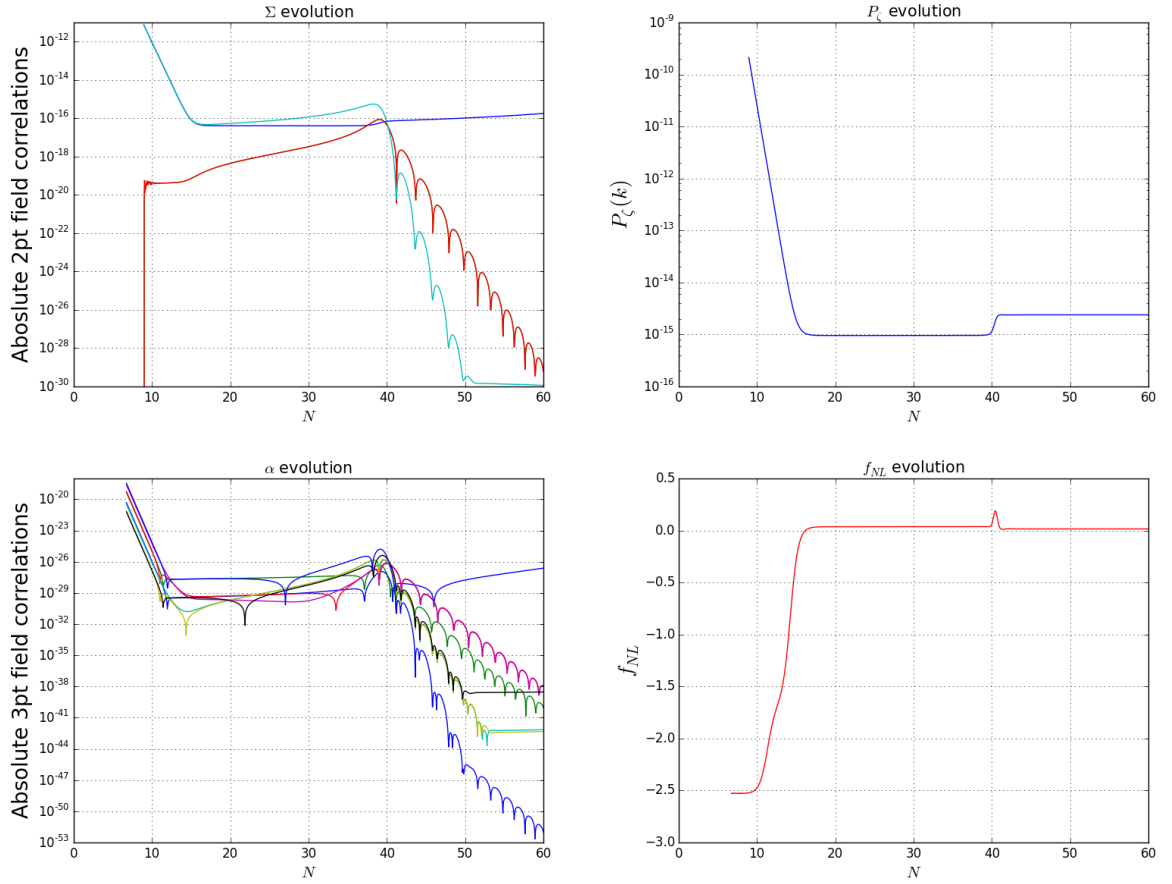 Σ evolution
Aboslute 2pt field correlations
10^-12
10^-14
10^-16
10^-18
10^-20
10^-22
10^-24
10^-26
10^-28
10^-30
0 10 20 30 40 50 60
N
P_ζ evolution
P_ζ(k)
10^-9
10^-10
10^-11
10^-12
10^-13
10^-14
10^-15
10^-16
0 10 20 30 40 50 60
N
α evolution
Absolute 3pt field correlations
10^-20
10^-23
10^-26
10^-29
10^-32
10^-35
10^-38
10^-41
10^-44
10^-47
10^-50
10^-53
0 10 20 30 40 50 60
N
f_NL evolution
f_NL
0.5
0.0
−0.5
−1.0
−1.5
−2.0
−2.5
−3.0
0 10 20 30 40 50 60
N